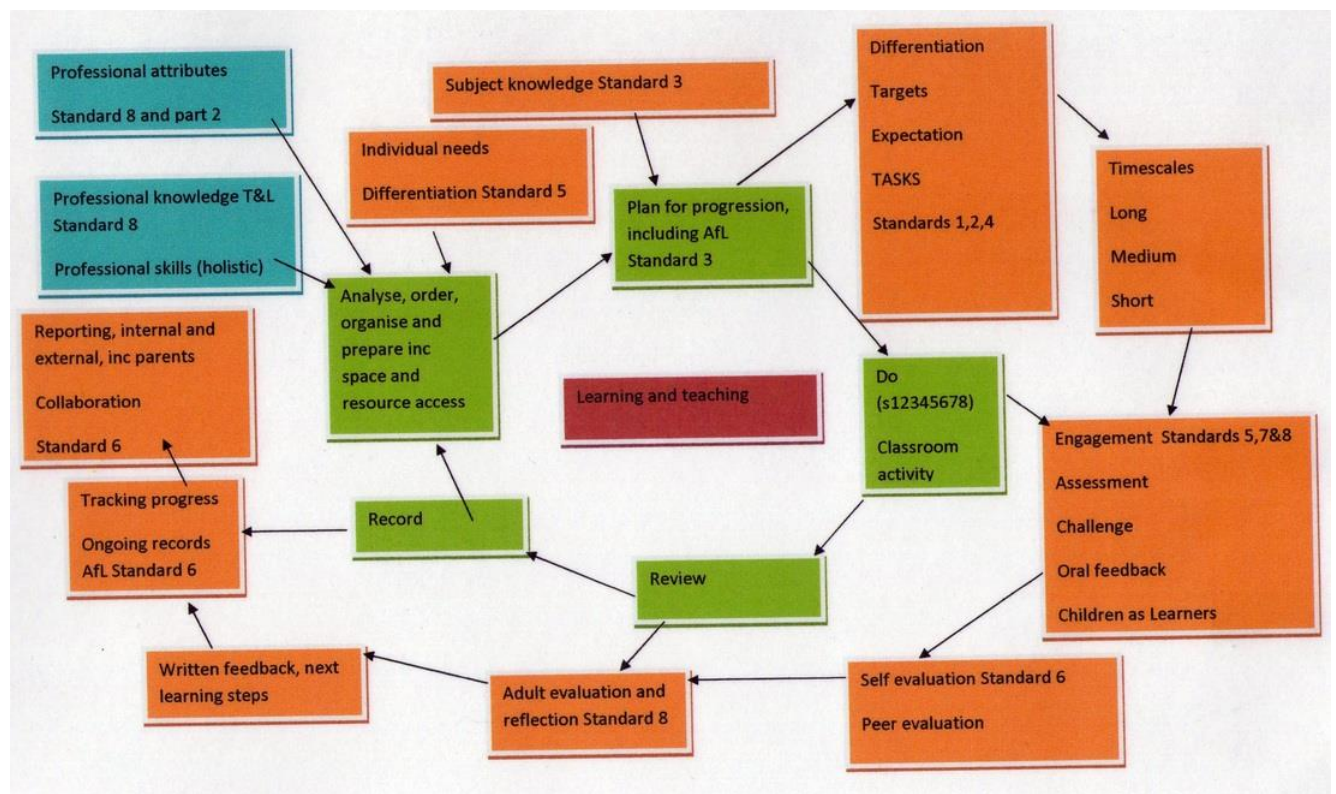 Professional attributes
Standard 8 and part 2
Professional knowledge T&L
Standard 8
Professional skills (holistic)
Individual needs
Differentiation Standard 5
Subject knowledge Standard 3
Differentiation
Targets
Expectation
TASKS
Standards 1,2,4
Timescales
Long
Medium
Short
Plan for progression,
including AfL
Standard 3
Analyse, order,
organise and
prepare inc
space and
resource access
Reporting, internal and
external, inc parents
Collaboration
Standard 6
Learning and teaching
Do
(s12345678)
Classroom
activity
Engagement Standards 5,7&8
Assessment
Challenge
Oral feedback
Children as Learners
Tracking progress
Ongoing records
AfL Standard 6
Record
Review
Written feedback, next
learning steps
Adult evaluation and
reflection Standard 8
Self evaluation Standard 6
Peer evaluation